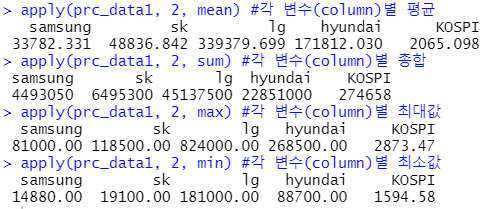 > apply(prc_data1, 2, mean) #각 변수(column)별 평균
samsung sk lg hyundai KOSPI
33782.331 48836.842 339379.699 171812.030 2065.098
> apply(prc_data1, 2, sum) #각 변수(column)별 종합
samsung sk lg hyundai KOSPI
4493050 6495300 45137500 22851000 274658
> apply(prc_data1, 2, max) #각 변수(column)별 최대값
samsung sk lg hyundai KOSPI
81000.00 118500.00 824000.00 268500.00 2873.47
> apply(prc_data1, 2, min) #각 변수(column)별 최소값
samsung sk lg hyundai KOSPI
14880.00 19100.00 181000.00 88700.00 1594.58